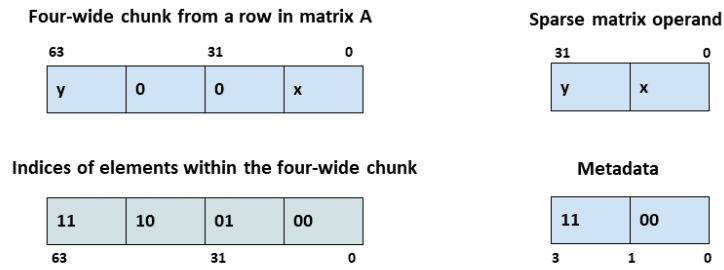 Four-wide chunk from a row in matrix A
Sparse matrix operand
63 31 0
31 0
y 0 0 x
y x
Indices of elements within the four-wide chunk
Metadata
11 10 01 00
11 00
63 31 0
3 1 0